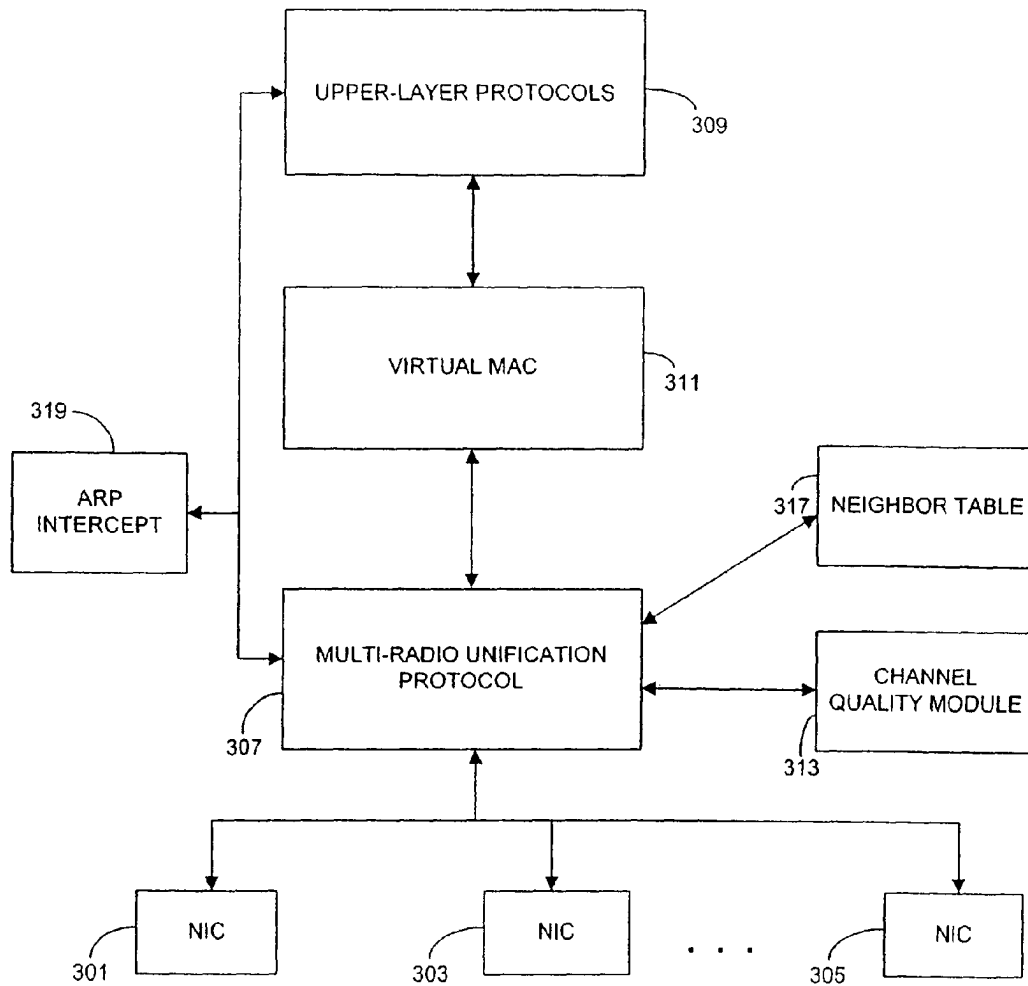 UPPER-LAYER PROTOCOLS
309
VIRTUAL MAC
311
319
ARP
INTERCEPT
317
NEIGHBOR TABLE
MULTI-RADIO UNIFICATION
PROTOCOL
307
CHANNEL
QUALITY MODULE
313
NIC
301
NIC
303
. . .
NIC
305